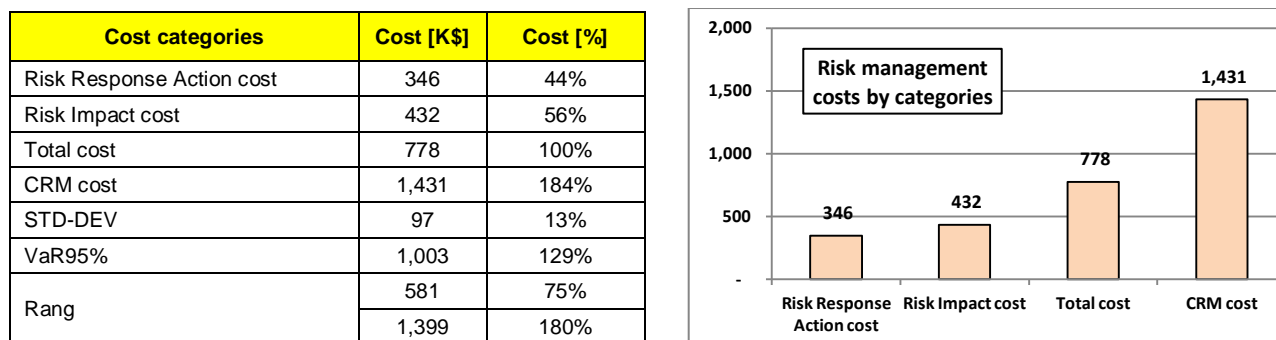 Cost categories Cost [K$] Cost [%]
Risk Response Action cost 346 44%
Risk Impact cost 432 56%
Total cost 778 100%
CRM cost 1,431 184%
STD-DEV 97 13%
VaR95% 1,003 129%
Rang 581 75%
1,399 180%
Risk management
costs by categories
2,000
1,500
1,000
500
-
346
432
778
1,431
Risk Response
Action cost
Risk Impact cost
Total cost
CRM cost